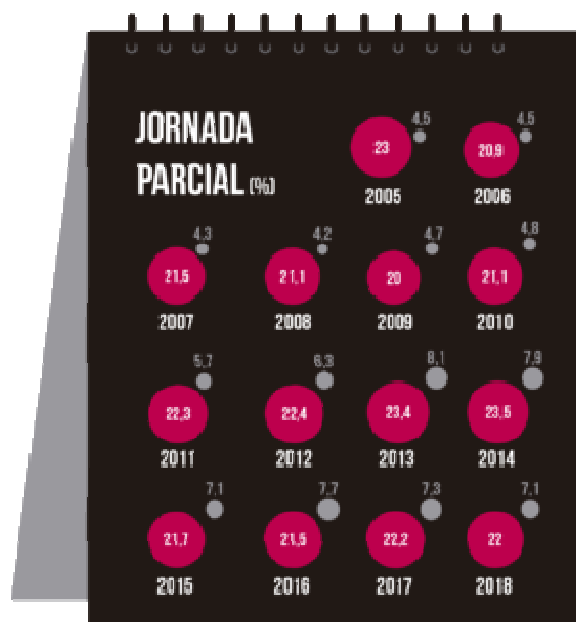 JORNADA
PARCIAL (%)
4.5 4.5
23 20,9
2005 2006
4.3 4.2 4.7 4.8
21,5 21,1 20 21,11
2007 2008 2009 2010
5,7 6,3 8,1 7,9
22,3 22,4 23,4 23,5
2011 2012 2013 2014
7,1 7,7 7,3 7,1
21,7 21,5 22,2 22
2015 2016 2017 2018